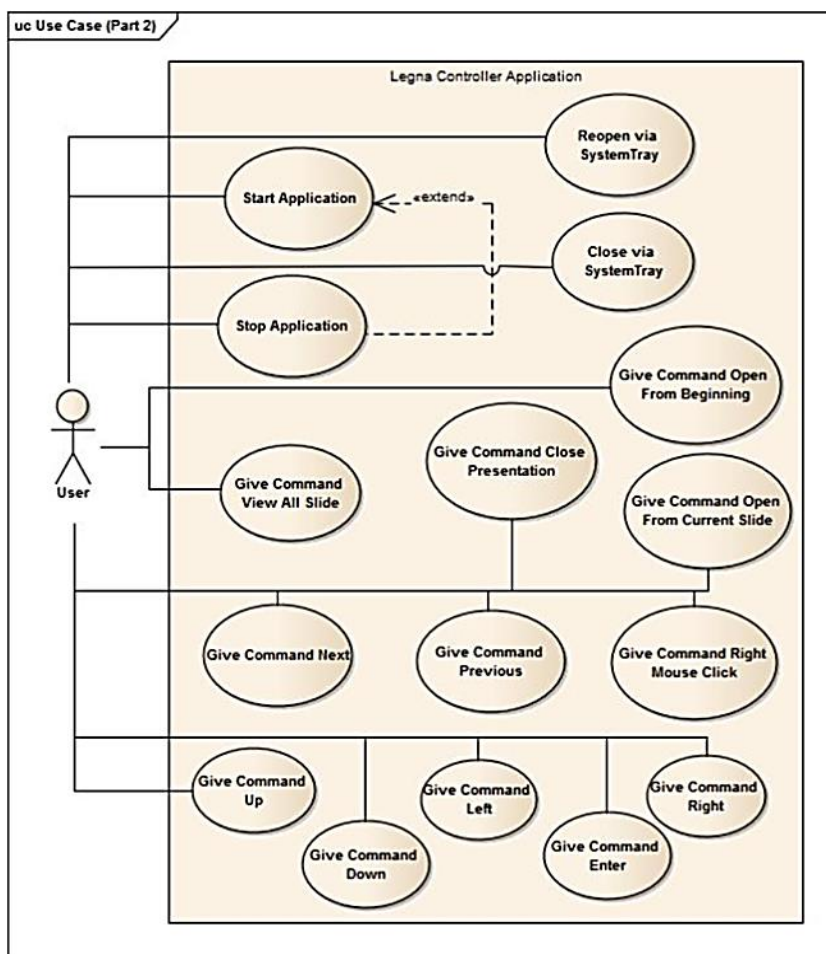 uc Use Case (Part 2)
Legna Controller Application
Reopen via
SystemTray
Start Application
«extend»
Close via
SystemTray
Stop Application
Give Command Open
From Beginning
Give Command Close
Presentation
User
Give Command
View All Slide
Give Command Open
From Current Slide
Give Command Next
Give Command
Previous
Give Command Right
Mouse Click
Give Command
Up
Give Command
Down
Give Command
Left
Give Command
Enter
Give Command
Right